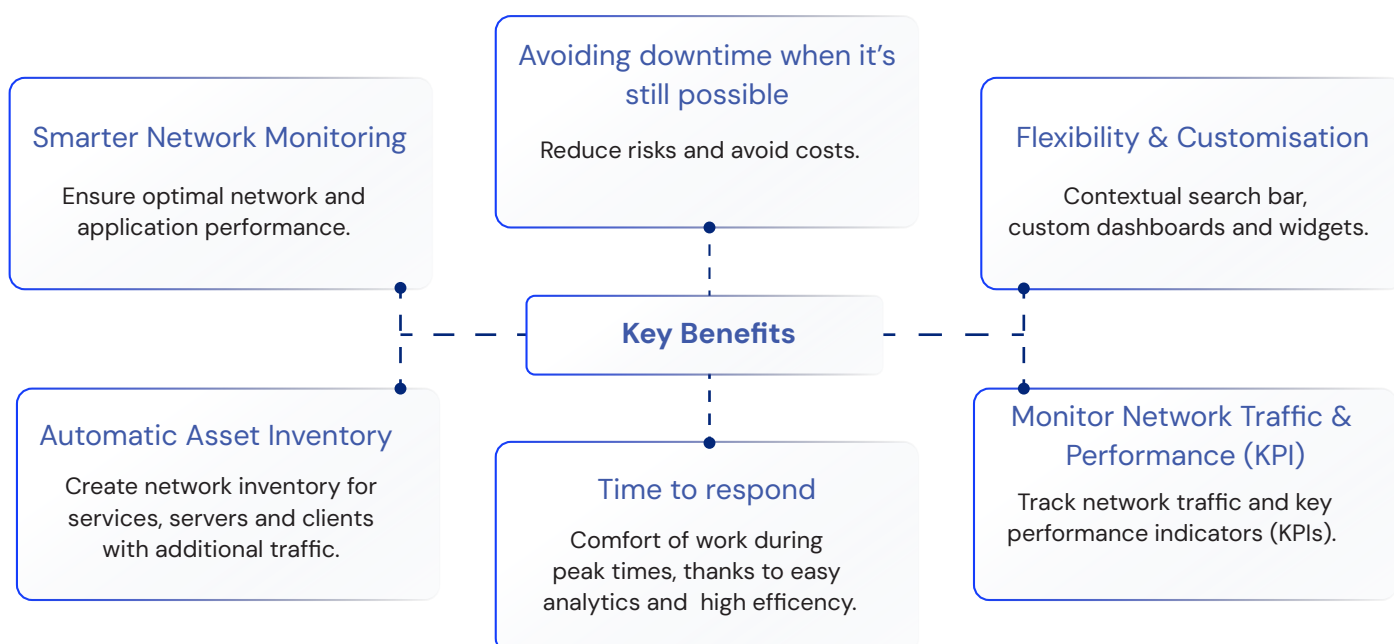 Avoiding downtime when it's
still possible
Reduce risks and avoid costs.
Smarter Network Monitoring
Ensure optimal network and
application performance.
Flexibility & Customisation
Contextual search bar,
custom dashboards and widgets.
Key Benefits
Automatic Asset Inventory
Create network inventory for
services, servers and clients
with additional traffic.
Time to respond
Comfort of work during
peak times, thanks to easy
analytics and  high efficency.
Monitor Network Traffic &
Performance (KPI)
Track network traffic and key
performance indicators (KPIs).